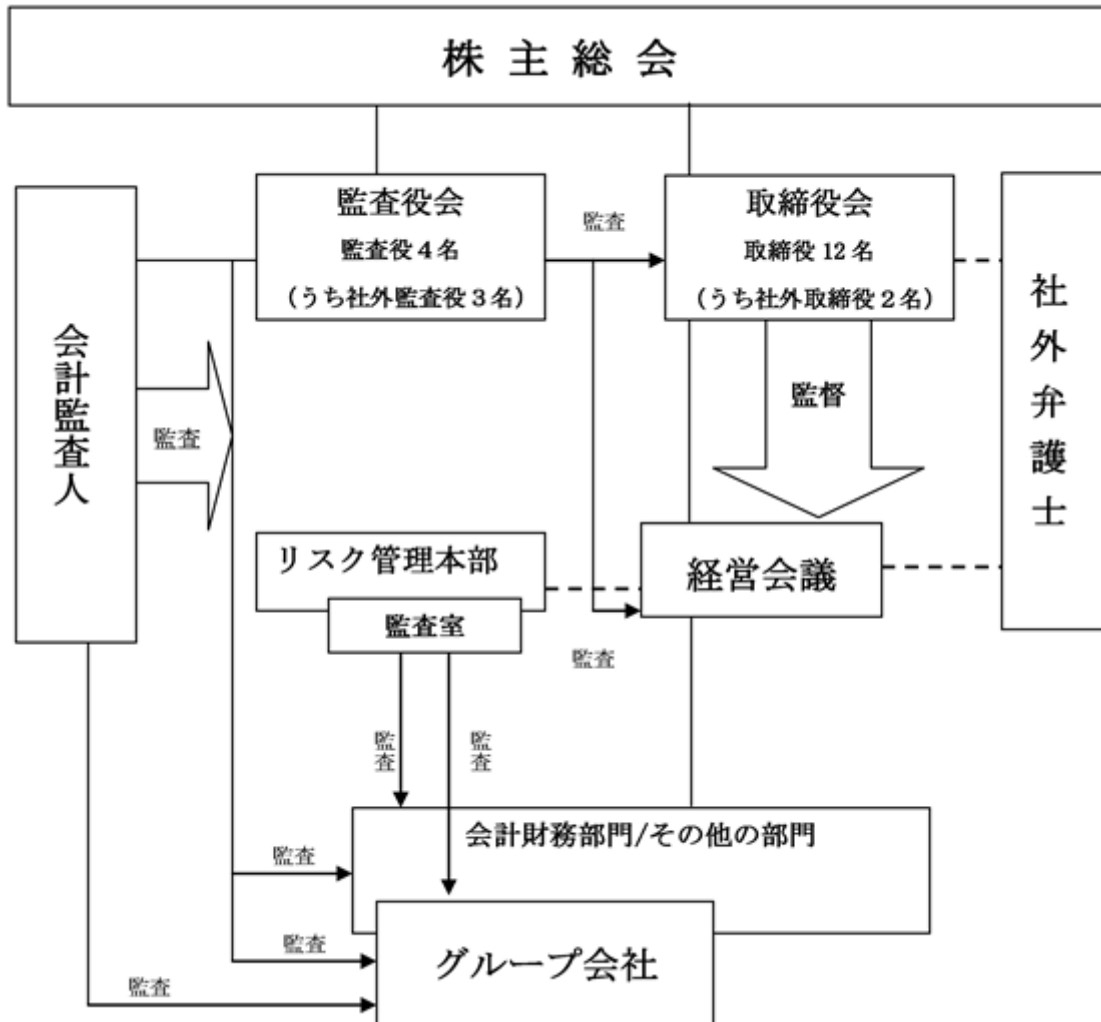 株主総会
監査役会
監査役4名
（うち社外監査役3名）
監査
取締役会
取締役12名
（うち社外取締役2名）
社外弁護士
会計監査人
監査
監督
リスク管理本部
監査室
経営会議
監査
監査
監査
会計財務部門/その他の部門
監査
監査
グループ会社
監査